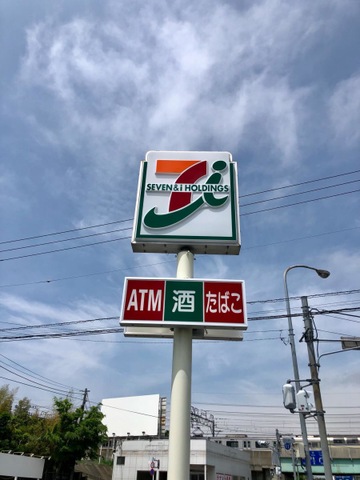 SEVEN&i HOLDINGS
ATM 酒 たばこ